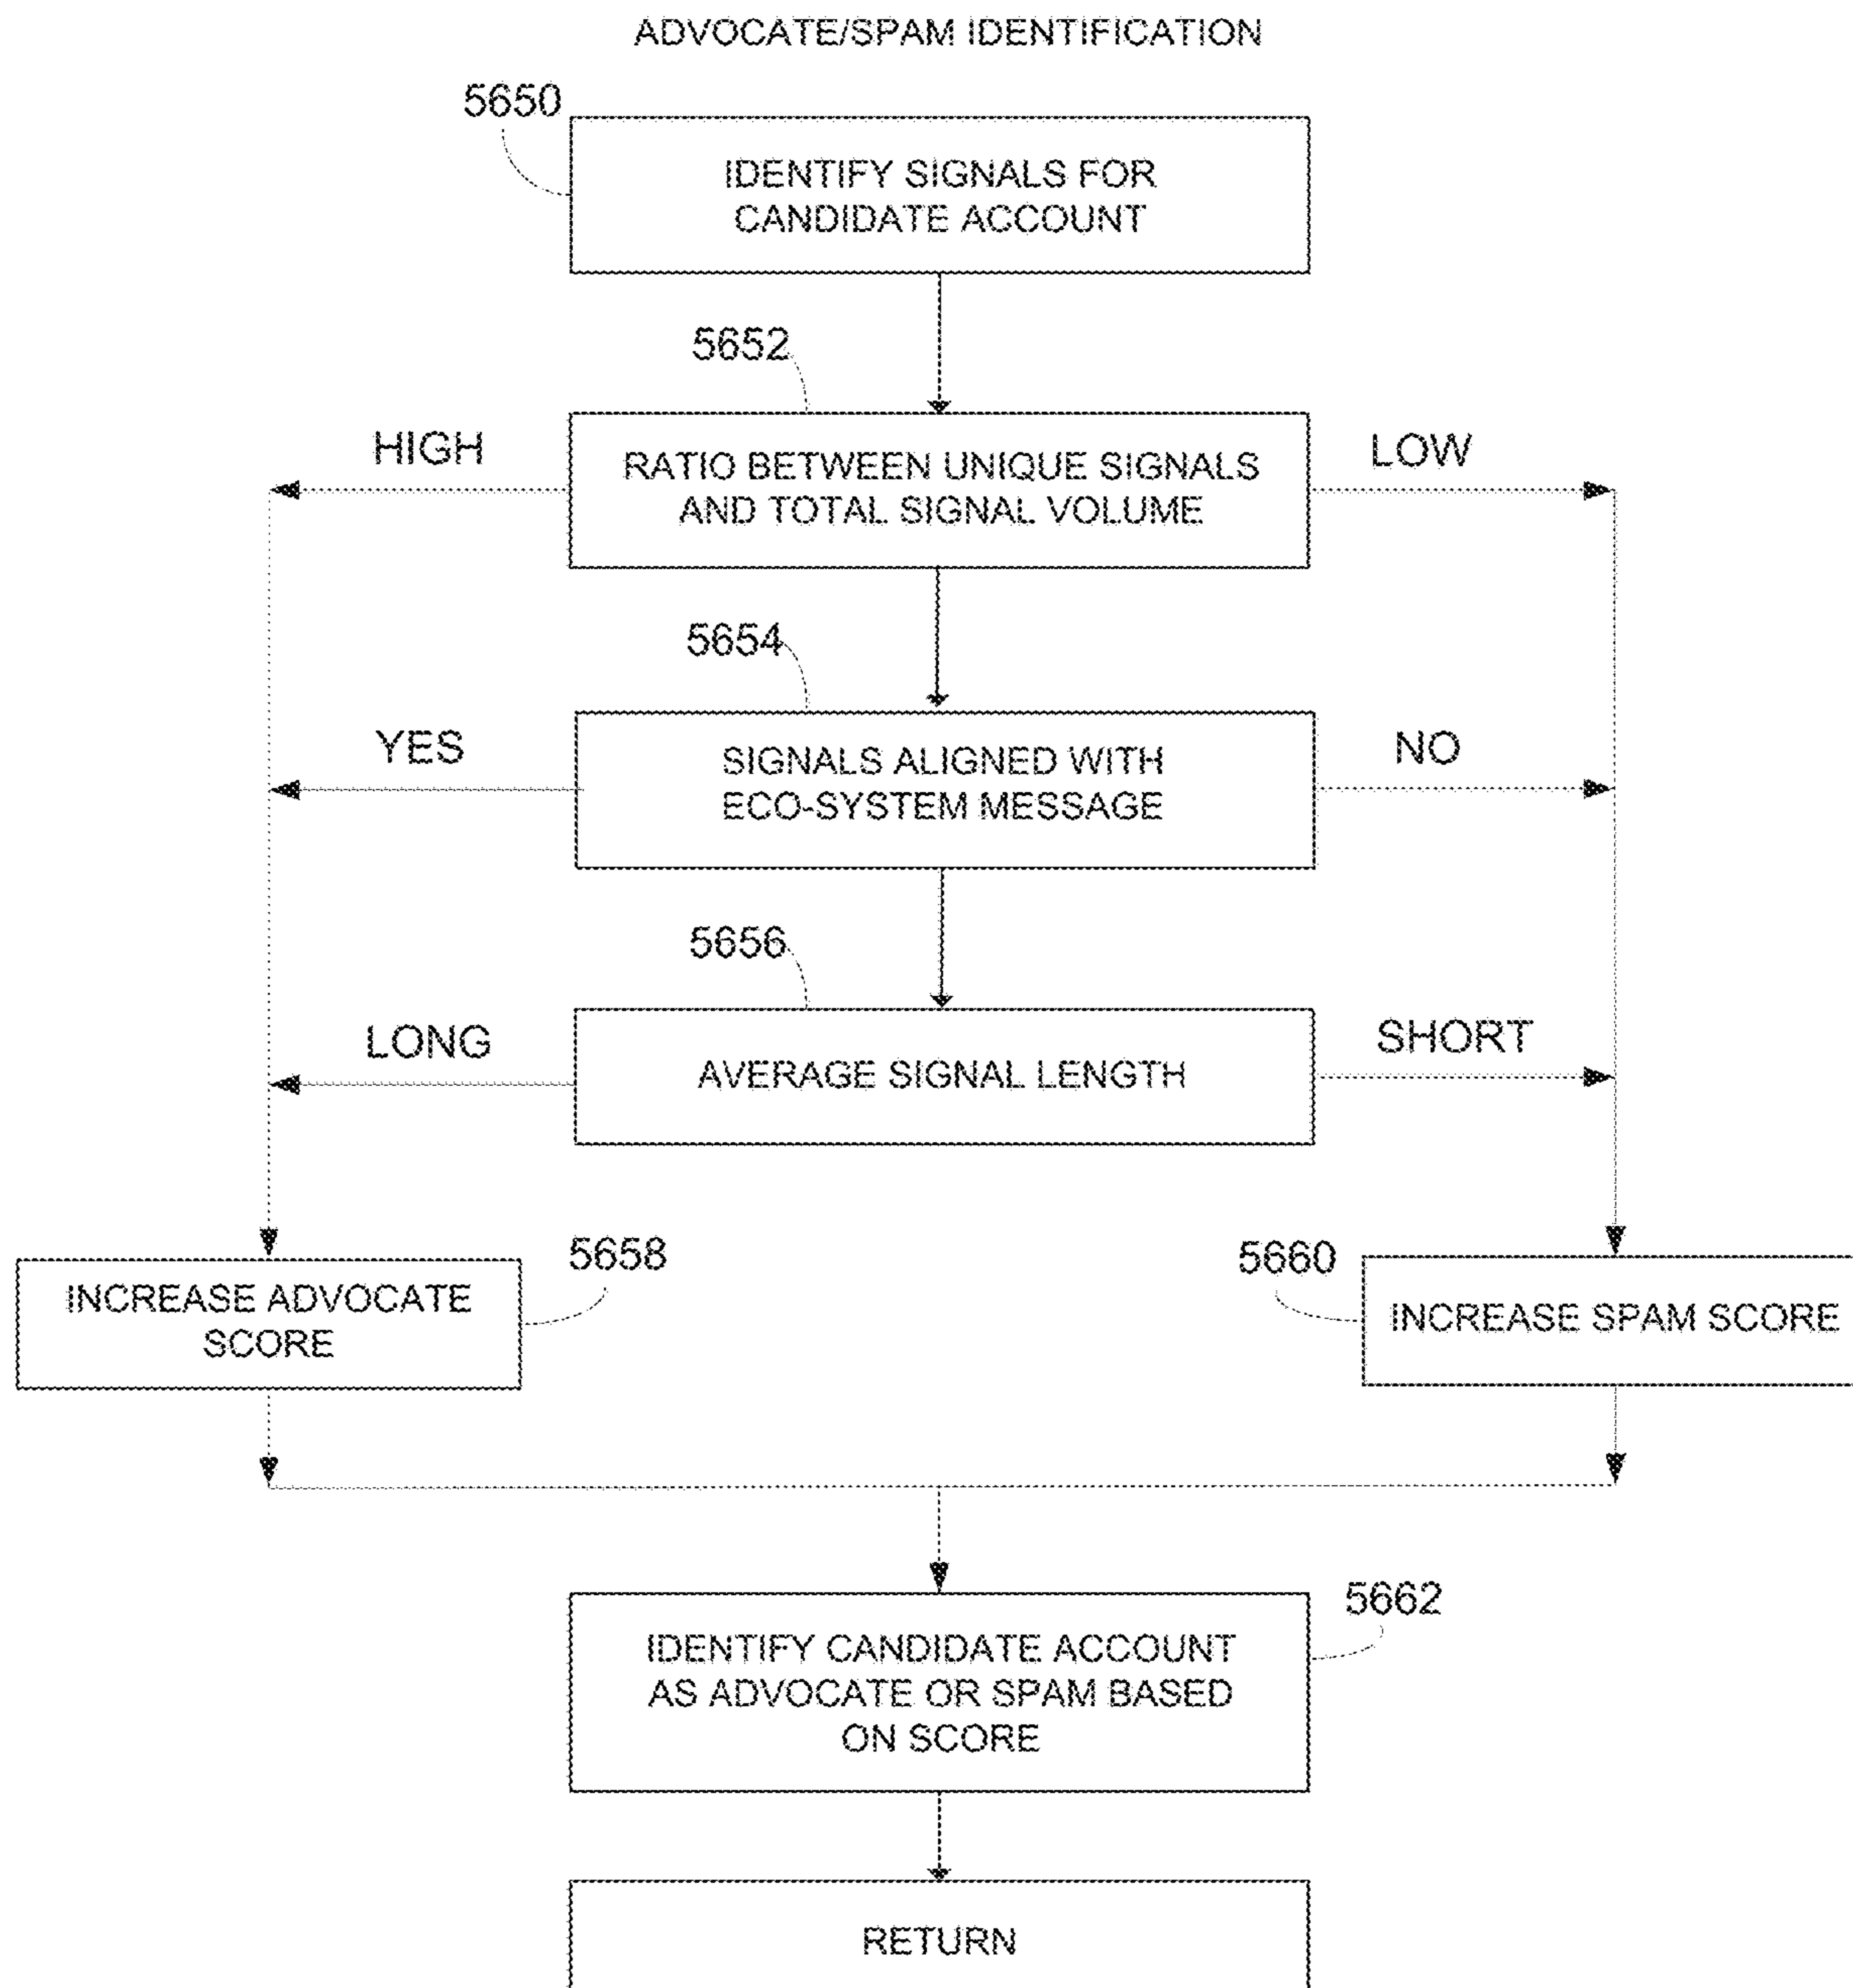 ADVOCATE/SPAM IDENTIFICATION
5650
IDENTIFY SIGNALS FOR
CANDIDATE ACCOUNT
5652
HIGH
RATIO BETWEEN UNIQUE SIGNALS
AND TOTAL SIGNAL VOLUME
LOW
5654
YES
SIGNALS ALIGNED WITH
ECO-SYSTEM MESSAGE
NO
5656
LONG
AVERAGE SIGNAL LENGTH
SHORT
INCREASE ADVOCATE
SCORE
5658
5660
INCREASE SPAM SCORE
5662
IDENTIFY CANDIDATE ACCOUNT
AS ADVOCATE OR SPAM BASED
ON SCORE
RETURN